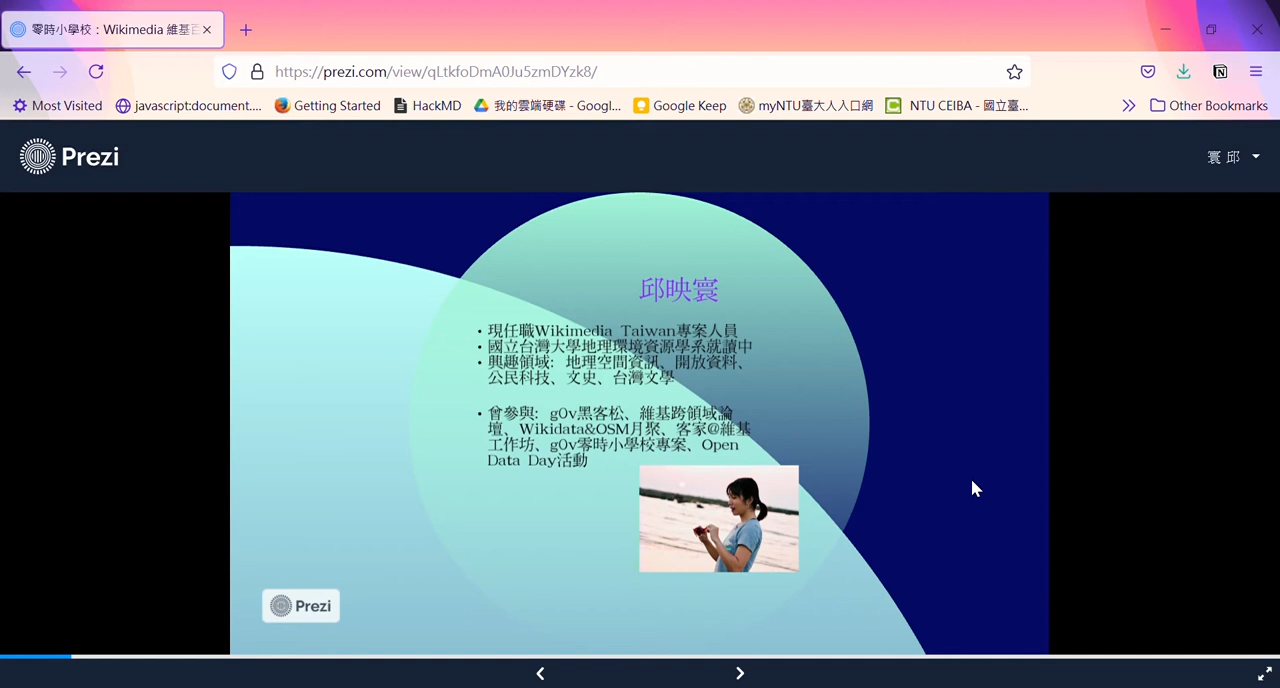 零時小學校：Wikimedia 維基百
https://prezi.com/view/qLtkfoDmA0Ju5zmDYzk8/
Most Visited
javascript:document....
Getting Started
HackMD
我的雲端硬碟 - Googl...
Google Keep
myNTU臺大人入口網
NTU CEIBA - 國立臺...
Other Bookmarks
Prezi
寰 邱
邱映寰
• 現任職Wikimedia Taiwan專案人員
• 國立台灣大學地理環境資源學系就讀中
• 興趣領域: 地理空間資訊、開放資料、
公民科技、文史、台灣文學
• 曾參與: g0v黑客松、維基跨領域論
壇、Wikidata&OSM月聚、客家@維基
工作坊、g0v零時小學校專案、Open
Data Day活動
Prezi